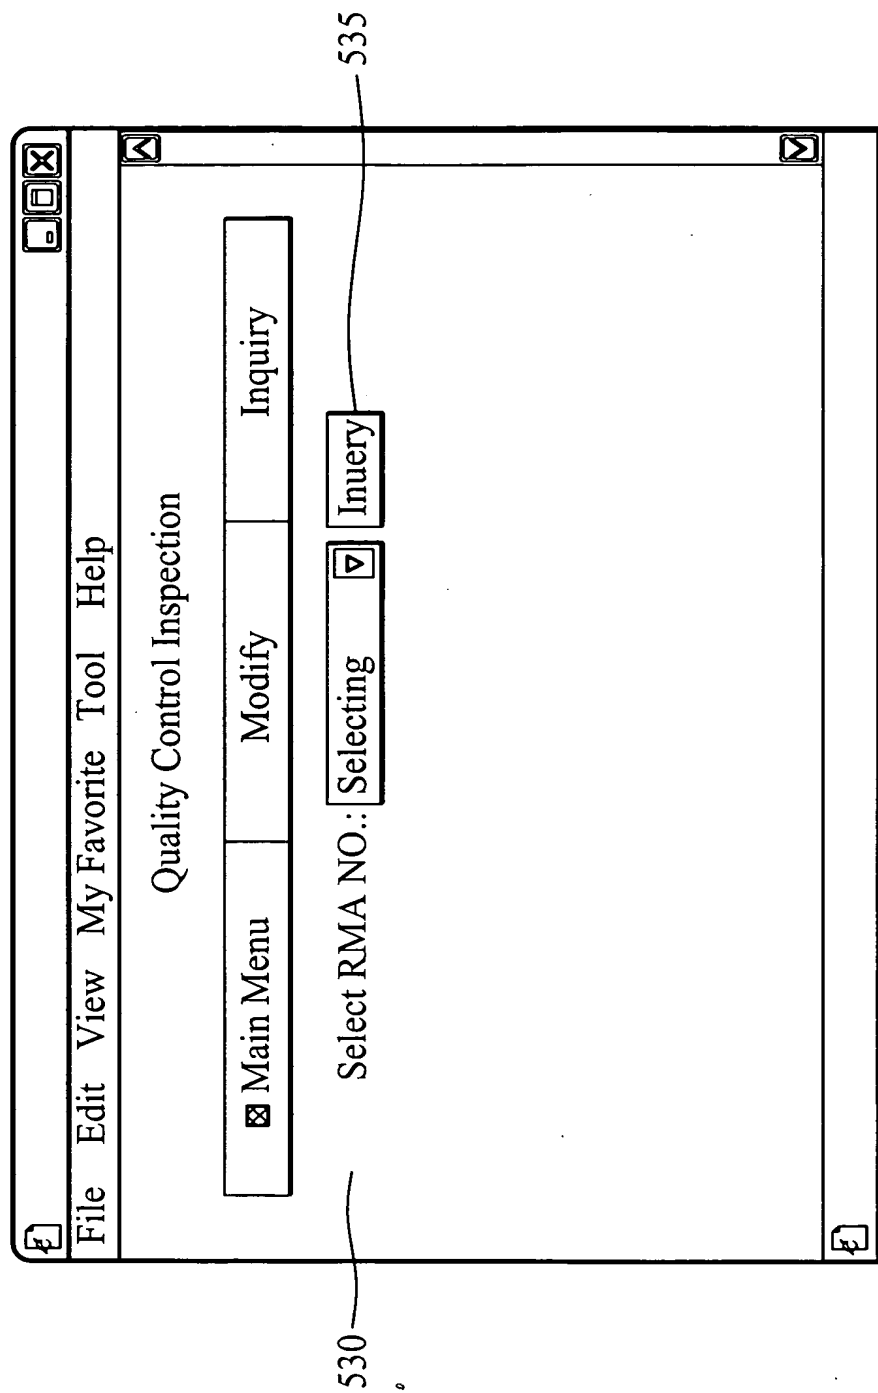 File Edit View My Favorite Tool Help
Quality Control Inspection
Main Menu Modify Inquiry
530 Select RMA NO.: Selecting Inuery 535